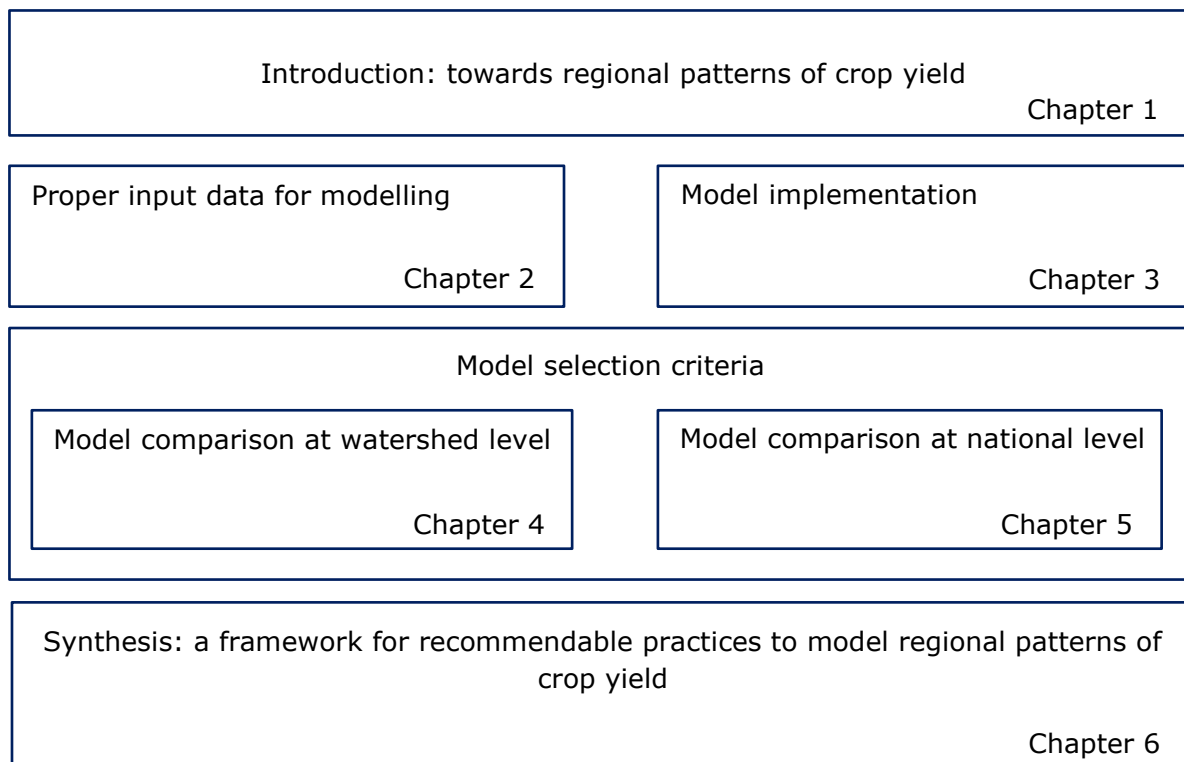 Introduction: towards regional patterns of crop yield
Chapter 1
Proper input data for modelling
Chapter 2
Model implementation
Chapter 3
Model selection criteria
Model comparison at watershed level
Chapter 4
Model comparison at national level
Chapter 5
Synthesis: a framework for recommendable practices to model regional patterns of
crop yield
Chapter 6